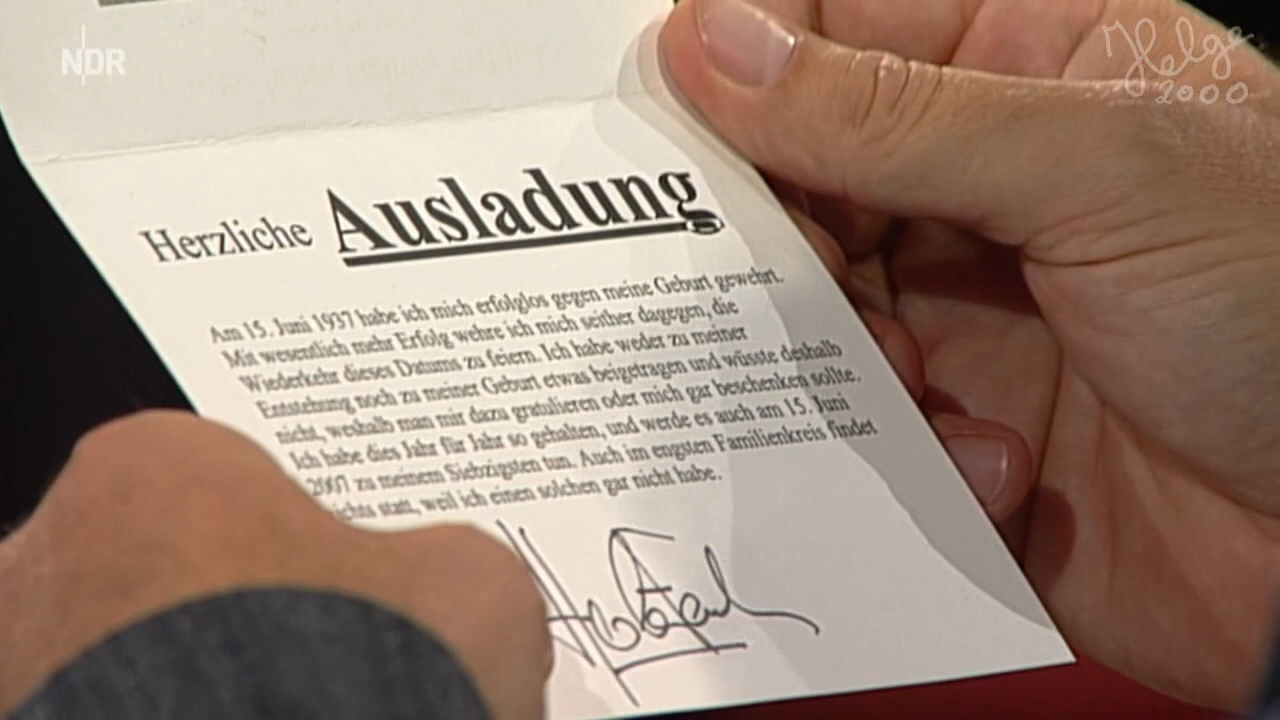 NDR
Helge
2000
Herzliche Ausladung
Am 15. Juni 1937 habe ich mich erfolglos gegen meine Geburt gewehrt.
Mit wesentlich mehr Erfolg wehre ich mich seither dagegen, die
Wiederkehr dieses Datums zu feiern. Ich habe weder zu meiner
Entstehung noch zu meiner Geburt etwas beigetragen und wüsste deshalb
nicht, weshalb man mir dazu gratulieren oder mich gar beschenken sollte.
Ich habe dies Jahr für Jahr so gehalten, und werde es auch am 15. Juni
2007 zu meinem Siebzigsten tun. Auch im engsten Familienkreis findet
nichts statt, weil ich einen solchen gar nicht habe.